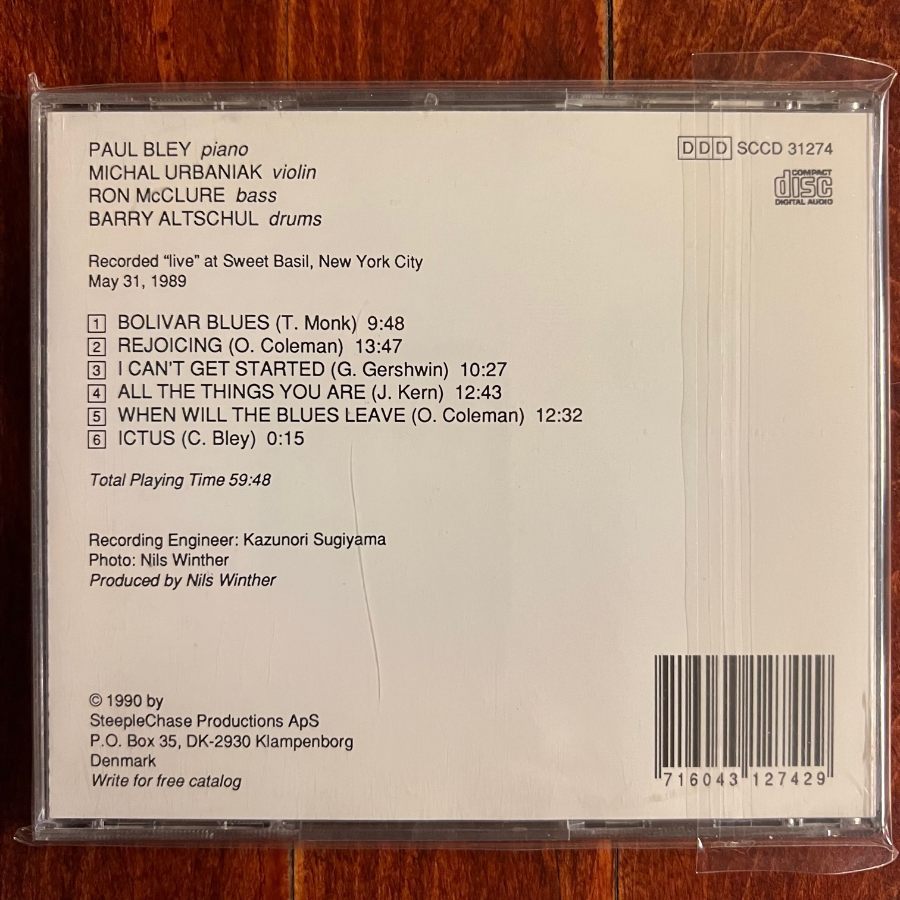 PAUL BLEY piano
MICHAL URBANIAK violin
RON McCLURE bass
BARRY ALTSCHUL drums
DDD SCCD 31274
COMPACT
disc
DIGITAL AUDIO
Recorded “live” at Sweet Basil, New York City
May 31, 1989
1 BOLIVAR BLUES (T. Monk) 9:48
2 REJOICING (O. Coleman) 13:47
3 I CAN'T GET STARTED (G. Gershwin) 10:27
4 ALL THE THINGS YOU ARE (J. Kern) 12:43
5 WHEN WILL THE BLUES LEAVE (O. Coleman) 12:32
6 ICTUS (C. Bley) 0:15
Total Playing Time 59:48
Recording Engineer: Kazunori Sugiyama
Photo: Nils Winther
Produced by Nils Winther
© 1990 by
SteepleChase Productions ApS
P.O. Box 35, DK-2930 Klampenborg
Denmark
Write for free catalog
716043 127429